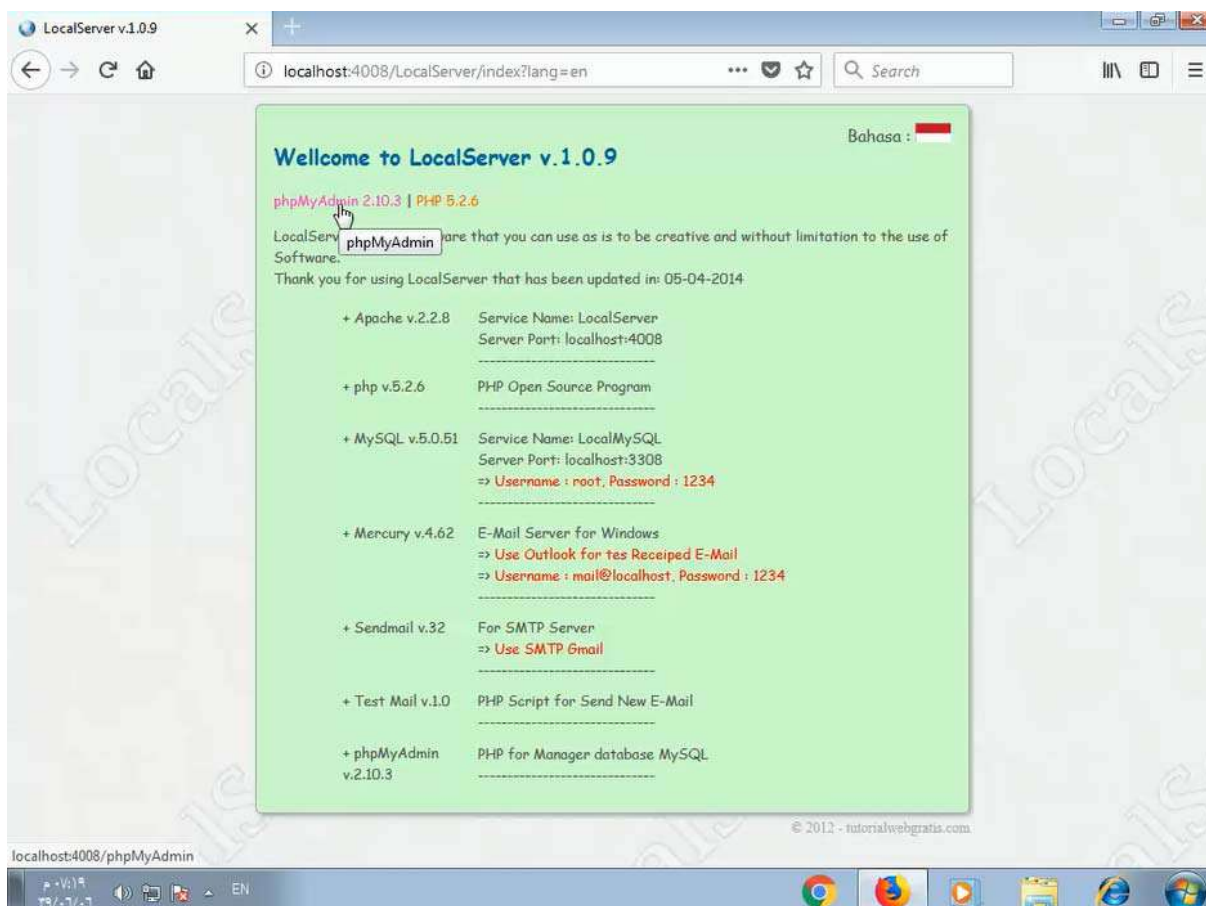 LocalServer v.1.0.9
localhost:4008/LocalServer/index?lang=en
Search
Bahasa :
Wellcome to LocalServer v.1.0.9
phpMyAdmin 2.10.3 | PHP 5.2.6
phpMyAdmin
that you can use as is to be creative and without limitation to the use of
Software.
Thank you for using LocalServer that has been updated in: 05-04-2014
+ Apache v.2.2.8 Service Name: LocalServer
Server Port: localhost:4008
------------------------------
+ php v.5.2.6 PHP Open Source Program
------------------------------
+ MySQL v.5.0.51 Service Name: LocalMySQL
Server Port: localhost:3308
=> Username : root, Password : 1234
------------------------------
+ Mercury v.4.62 E-Mail Server for Windows
=> Use Outlook for tes Receiped E-Mail
=> Username : mail@localhost, Password : 1234
------------------------------
+ Sendmail v.32 For SMTP Server
=> Use SMTP Gmail
------------------------------
+ Test Mail v.1.0 PHP Script for Send New E-Mail
------------------------------
+ phpMyAdmin PHP for Manager database MySQL
v.2.10.3 ------------------------------
© 2012 - tutorialwebgratis.com
localhost:4008/phpMyAdmin
EN